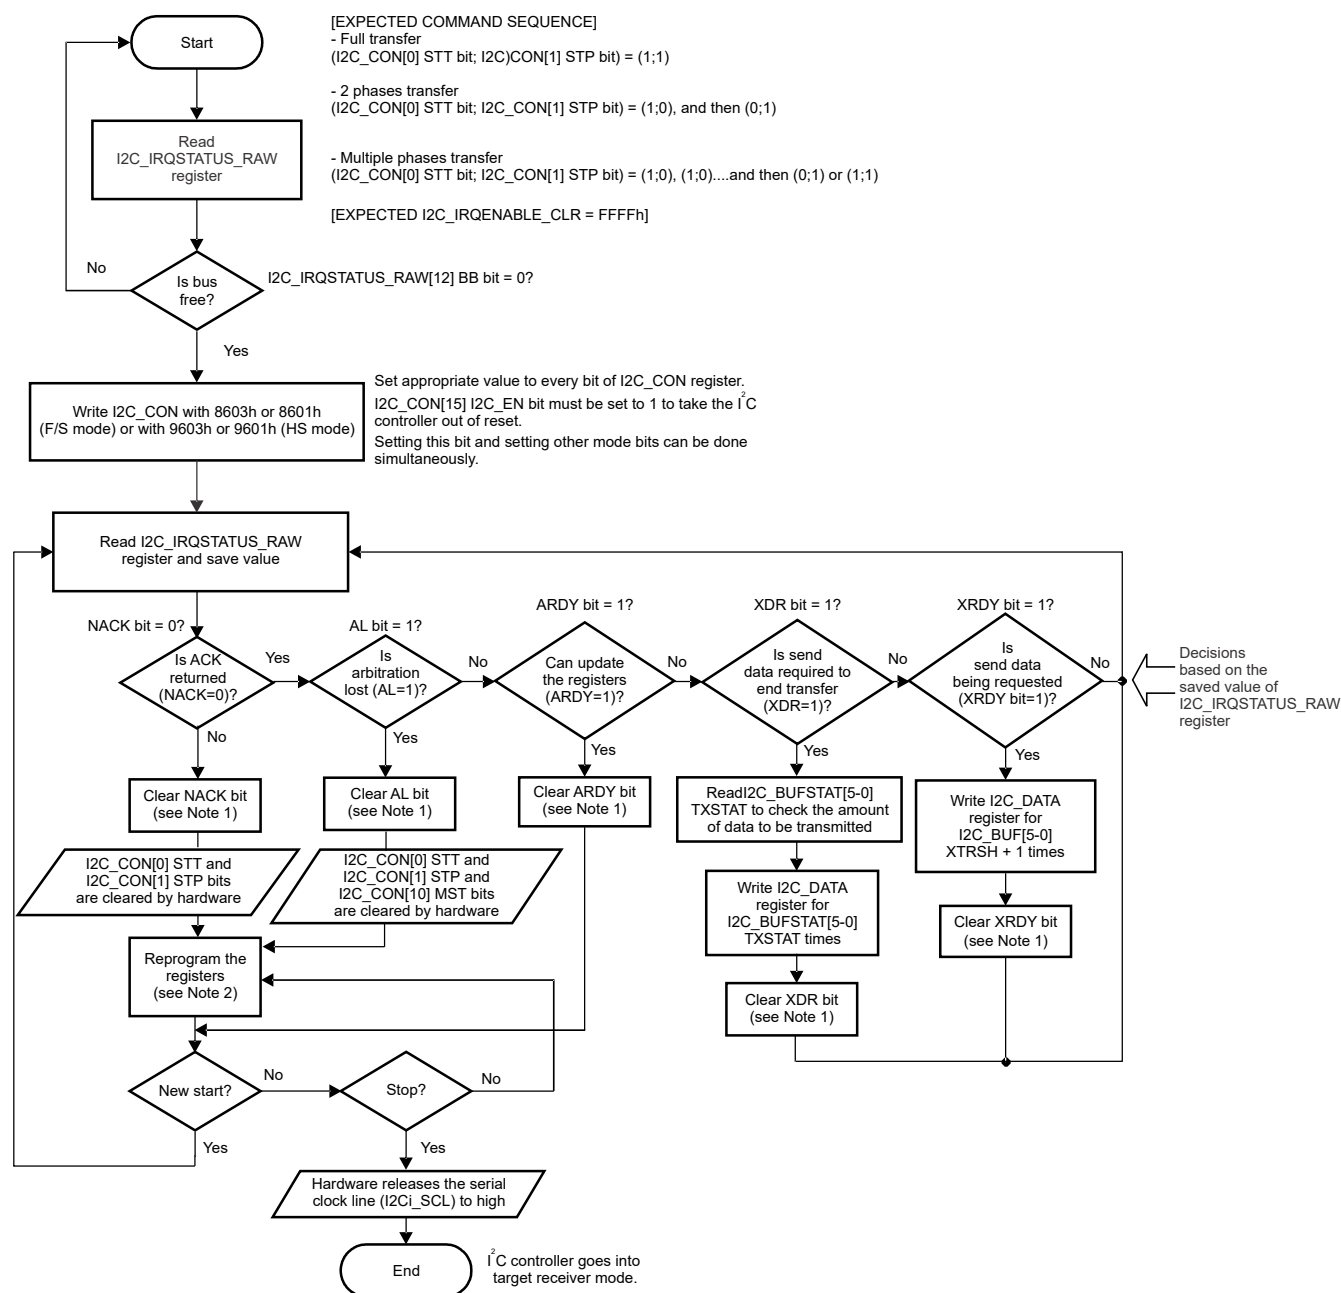 Start
[EXPECTED COMMAND SEQUENCE]
- Full transfer
(I2C_CON[0] STT bit; I2C)CON[1] STP bit) = (1;1)
- 2 phases transfer
(I2C_CON[0] STT bit; I2C_CON[1] STP bit) = (1;0), and then (0;1)
- Multiple phases transfer
(I2C_CON[0] STT bit; I2C_CON[1] STP bit) = (1;0), (1;0)....and then (0;1) or (1;1)
[EXPECTED I2C_IRQENABLE_CLR = FFFFh]
Read
I2C_IRQSTATUS_RAW
register
No
Is bus
free?
I2C_IRQSTATUS_RAW[12] BB bit = 0?
Yes
Write I2C_CON with 8603h or 8601h
(F/S mode) or with 9603h or 9601h (HS mode)
Set appropriate value to every bit of I2C_CON register.
I2C_CON[15] I2C_EN bit must be set to 1 to take the I²C
controller out of reset.
Setting this bit and setting other mode bits can be done
simultaneously.
Read I2C_IRQSTATUS_RAW
register and save value
NACK bit = 0?
Is ACK
returned
(NACK=0)?
Yes
No
AL bit = 1?
Is
arbitration
lost (AL=1)?
No
Yes
ARDY bit = 1?
Can update
the registers
(ARDY=1)?
No
Yes
XDR bit = 1?
Is send
data required to
end transfer
(XDR=1)?
No
Yes
XRDY bit = 1?
Is
send data
being requested
(XRDY bit=1)?
No
Yes
Decisions
based on the
saved value of
I2C_IRQSTATUS_RAW
register
Clear NACK bit
(see Note 1)
Clear AL bit
(see Note 1)
Clear ARDY bit
(see Note 1)
ReadI2C_BUFSTAT[5-0]
TXSTAT to check the amount
of data to be transmitted
Write I2C_DATA
register for
I2C_BUF[5-0]
XTRSH + 1 times
I2C_CON[0] STT and
I2C_CON[1] STP bits
are cleared by hardware
I2C_CON[0] STT and
I2C_CON[1] STP and
I2C_CON[10] MST bits
are cleared by hardware
Write I2C_DATA
register for
I2C_BUFSTAT[5-0]
TXSTAT times
Clear XRDY bit
(see Note 1)
Reprogram the
registers
(see Note 2)
Clear XDR bit
(see Note 1)
New start?
No
Yes
Stop?
No
Yes
Hardware releases the serial
clock line (I2Ci_SCL) to high
End
I²C controller goes into
target receiver mode.